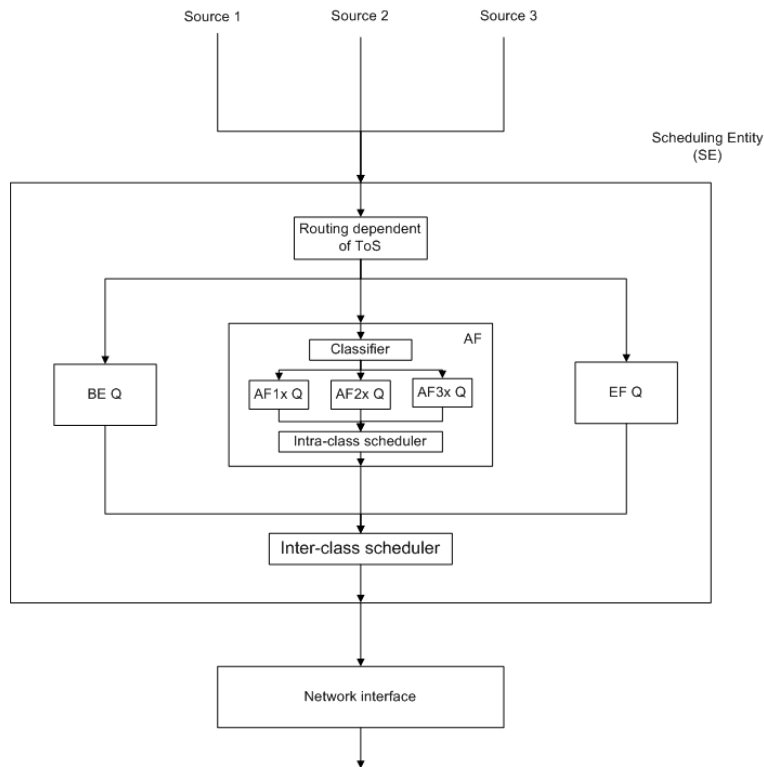 Source 1
Source 2
Source 3
Scheduling Entity
(SE)
Routing dependent
of ToS
AF
Classifier
BE Q
AF1x Q
AF2x Q
AF3x Q
EF Q
Intra-class scheduler
Inter-class scheduler
Network interface